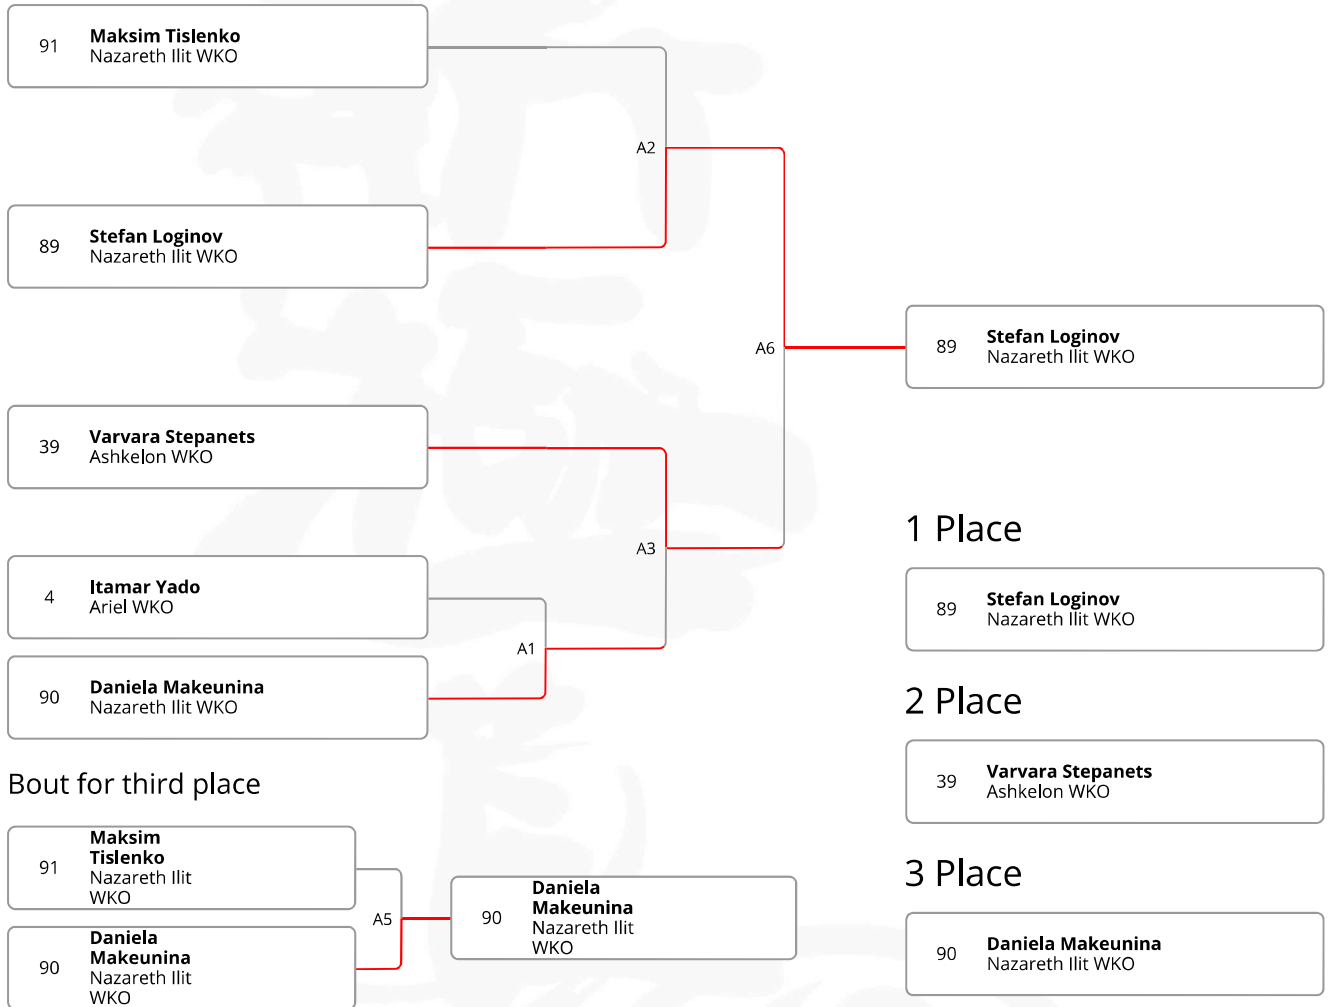 91
Maksim Tislenko
Nazareth Ilit WKO
A2
89
Stefan Loginov
Nazareth Ilit WKO
A6
89
Stefan Loginov
Nazareth Ilit WKO
39
Varvara Stepanets
Ashkelon WKO
A3
4
Itamar Yado
Ariel WKO
A1
90
Daniela Makeunina
Nazareth Ilit WKO
Bout for third place
91
Maksim
Tislenko
Nazareth Ilit
WKO
A5
90
Daniela
Makeunina
Nazareth Ilit
WKO
90
Daniela
Makeunina
Nazareth Ilit
WKO
1 Place
89
Stefan Loginov
Nazareth Ilit WKO
2 Place
39
Varvara Stepanets
Ashkelon WKO
3 Place
90
Daniela Makeunina
Nazareth Ilit WKO